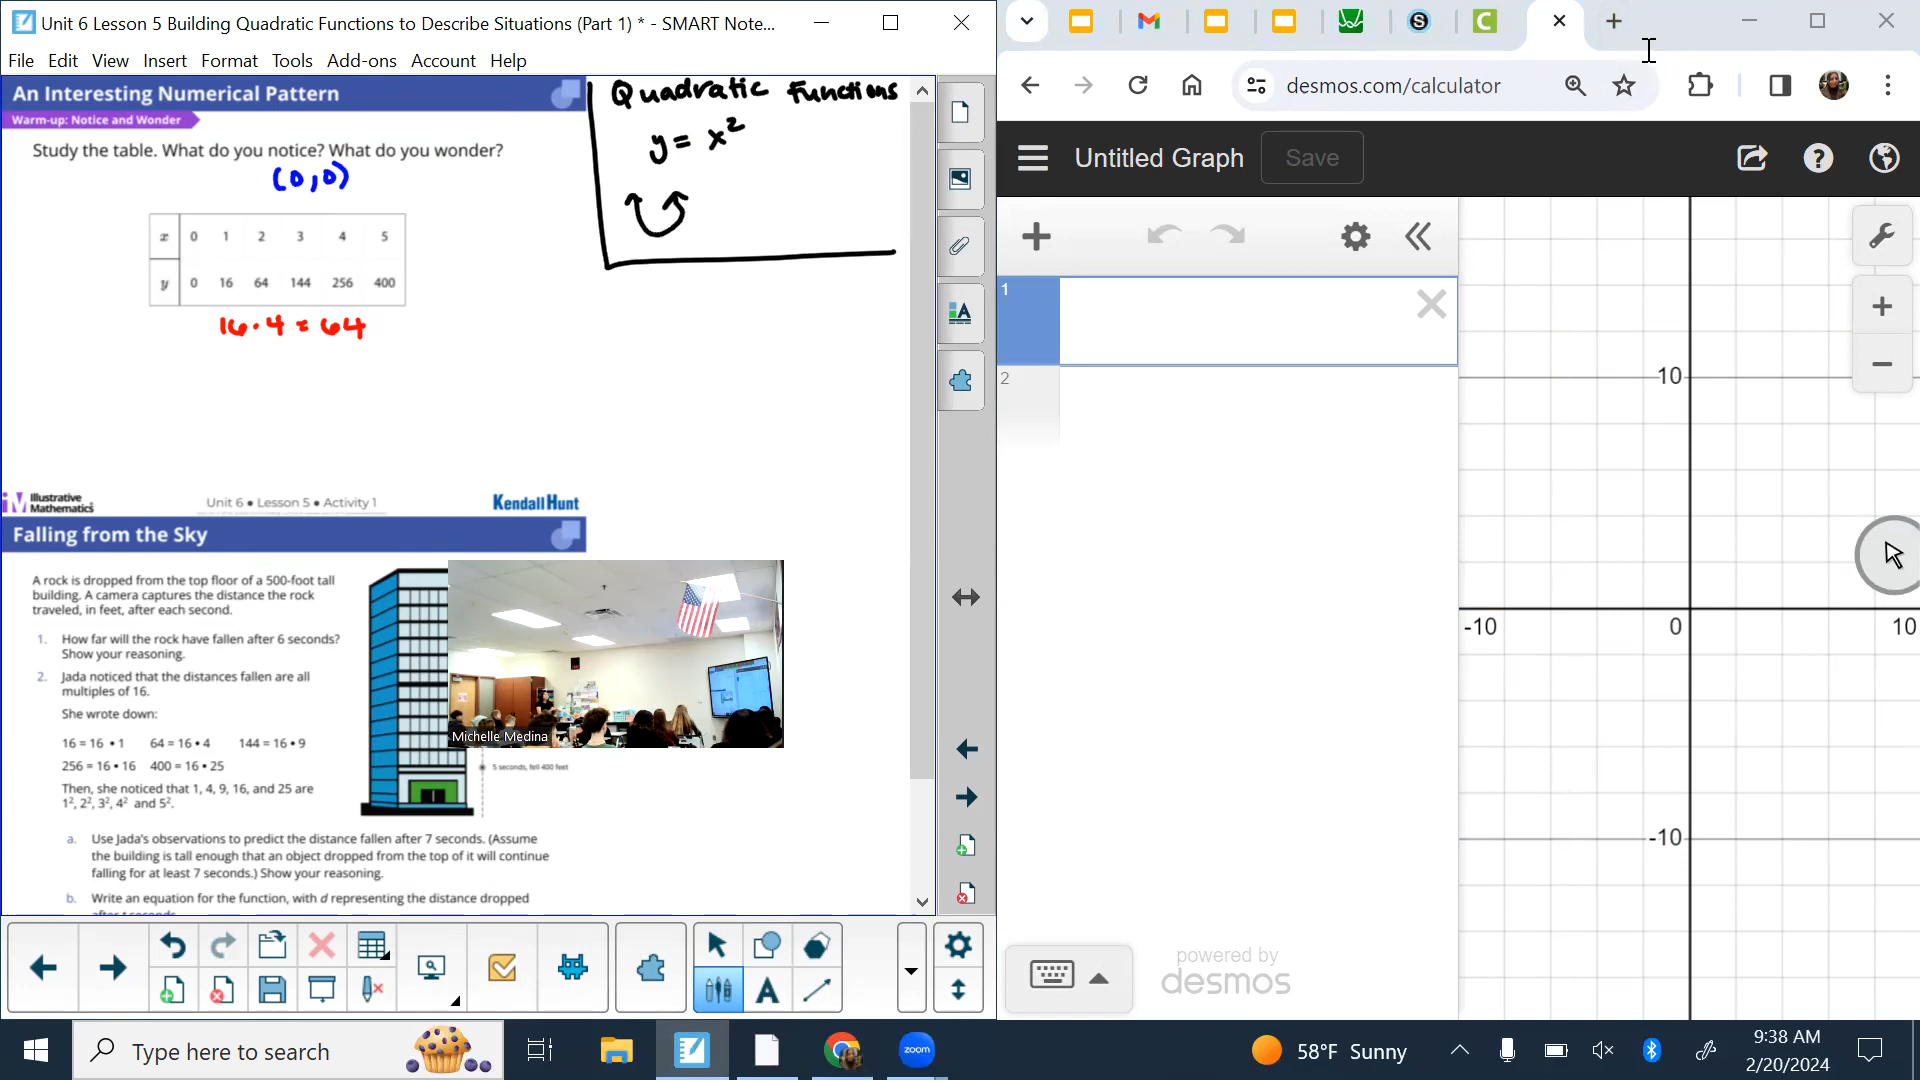 Unit 6 Lesson 5 Building Quadratic Functions to Describe Situations (Part 1) * - SMART Note...
File Edit View Insert Format Tools Add-ons Account Help
An Interesting Numerical Pattern
Warm-up: Notice and Wonder
Study the table. What do you notice? What do you wonder?
(0,0)
x 0 1 2 3 4 5
y 0 16 64 144 256 400
16 • 4 = 64
Quadratic Functions
y = x²
Illustrative Mathematics
Unit 6 • Lesson 5 • Activity 1
Kendall Hunt
Falling from the Sky
A rock is dropped from the top floor of a 500-foot tall
building. A camera captures the distance the rock
traveled, in feet, after each second.
1. How far will the rock have fallen after 6 seconds?
Show your reasoning.
2. Jada noticed that the distances fallen are all
multiples of 16.
She wrote down:
16 = 16 • 1 64 = 16 • 4 144 = 16 • 9
256 = 16 • 16 400 = 16 • 25
Then, she noticed that 1, 4, 9, 16, and 25 are
1², 2², 3², 4² and 5².
5 seconds, fell 400 feet
a. Use Jada's observations to predict the distance fallen after 7 seconds. (Assume
the building is tall enough that an object dropped from the top of it will continue
falling for at least 7 seconds.) Show your reasoning.
b. Write an equation for the function, with d representing the distance dropped
after t seconds.
Michelle Medina
desmos.com/calculator
Untitled Graph
Save
1
2
10
-10 0 10
-10
powered by
desmos
Type here to search
zoom
58°F Sunny
9:38 AM
2/20/2024